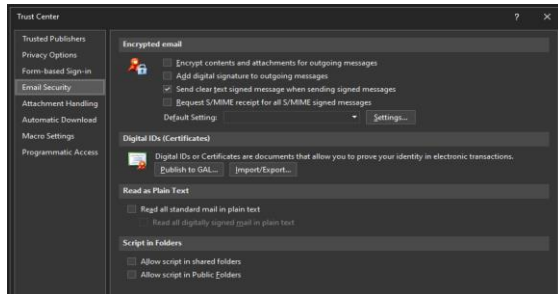 Trust Center
? ×
Trusted Publishers
Privacy Options
Form-based Sign-in
Email Security
Attachment Handling
Automatic Download
Macro Settings
Programmatic Access
Encrypted email
Encrypt contents and attachments for outgoing messages
Add digital signature to outgoing messages
Send clear text signed message when sending signed messages
Request S/MIME receipt for all S/MIME signed messages
Default Setting:
Settings...
Digital IDs (Certificates)
Digital IDs or Certificates are documents that allow you to prove your identity in electronic transactions.
Publish to GAL... Import/Export...
Read as Plain Text
Read all standard mail in plain text
Read all digitally signed mail in plain text
Script in Folders
Allow script in shared folders
Allow script in Public Folders